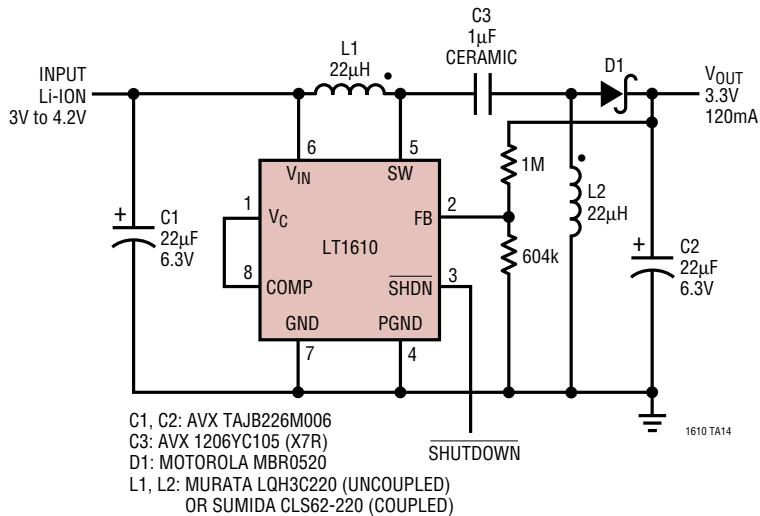 C3
1µF
CERAMIC
L1
22µH
D1
INPUT
Li-ION
3V to 4.2V
VOUT
3.3V
120mA
6
5
VIN
SW
1M
L2
22µH
1
VC
FB
2
+
C1
22µF
6.3V
LT1610
604k
+
C2
22µF
6.3V
8
COMP
SHDN
3
GND
PGND
7
4
C1, C2: AVX TAJB226M006
C3: AVX 1206YC105 (X7R)
D1: MOTOROLA MBR0520
L1, L2: MURATA LQH3C220 (UNCOUPLED)
OR SUMIDA CLS62-220 (COUPLED)
SHUTDOWN
1610 TA14